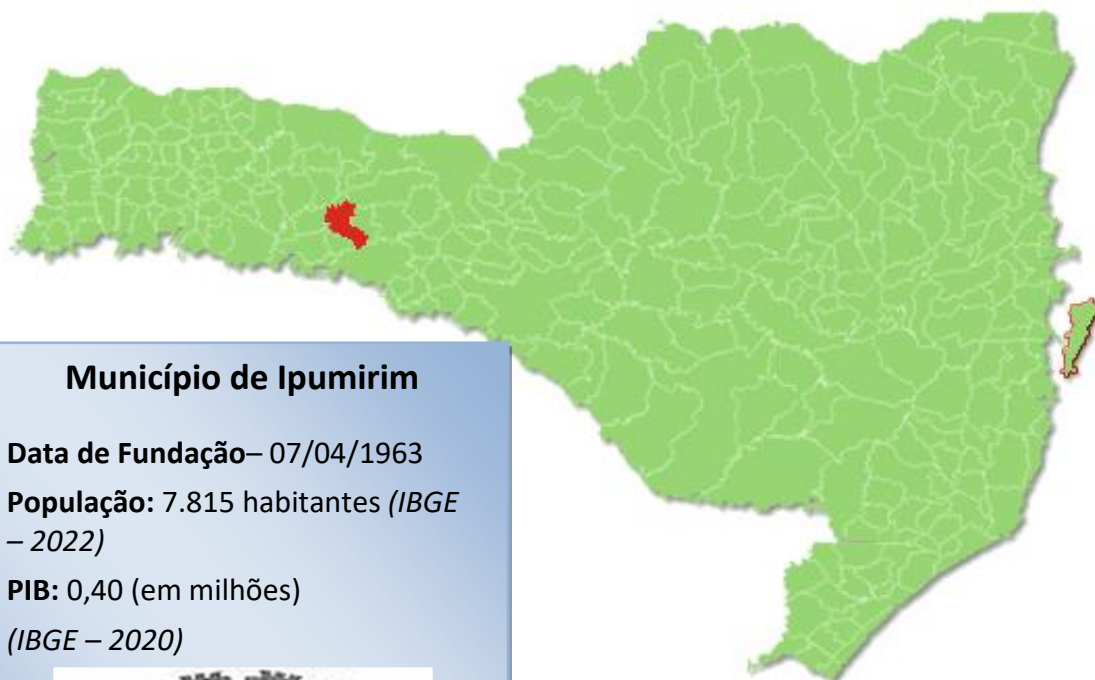 Município de Ipumirim
Data de Fundação– 07/04/1963
População: 7.815 habitantes (IBGE
– 2022)
PIB: 0,40 (em milhões)
(IBGE – 2020)